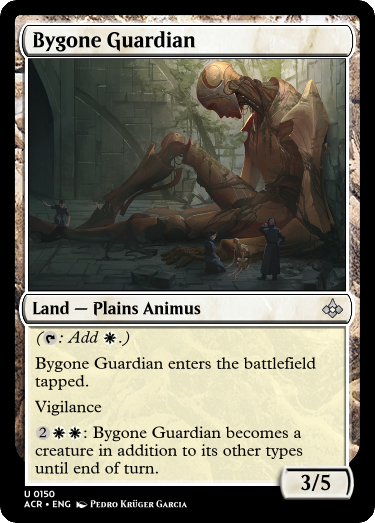 Bygone Guardian
Land — Plains Animus
(: Add .)
Bygone Guardian enters the battlefield
tapped.
Vigilance
2: Bygone Guardian becomes a
creature in addition to its other types
until end of turn.
3/5
U 0150
ACR • ENG Pedro Krüger Garcia